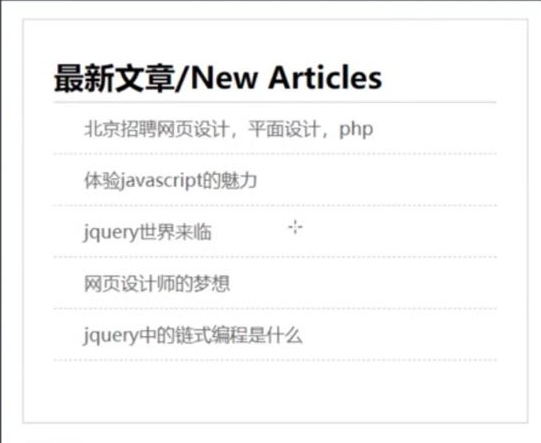 最新文章/New Articles
北京招聘网页设计，平面设计，php
体验javascript的魅力
jquery世界来临
网页设计师的梦想
jquery中的链式编程是什么